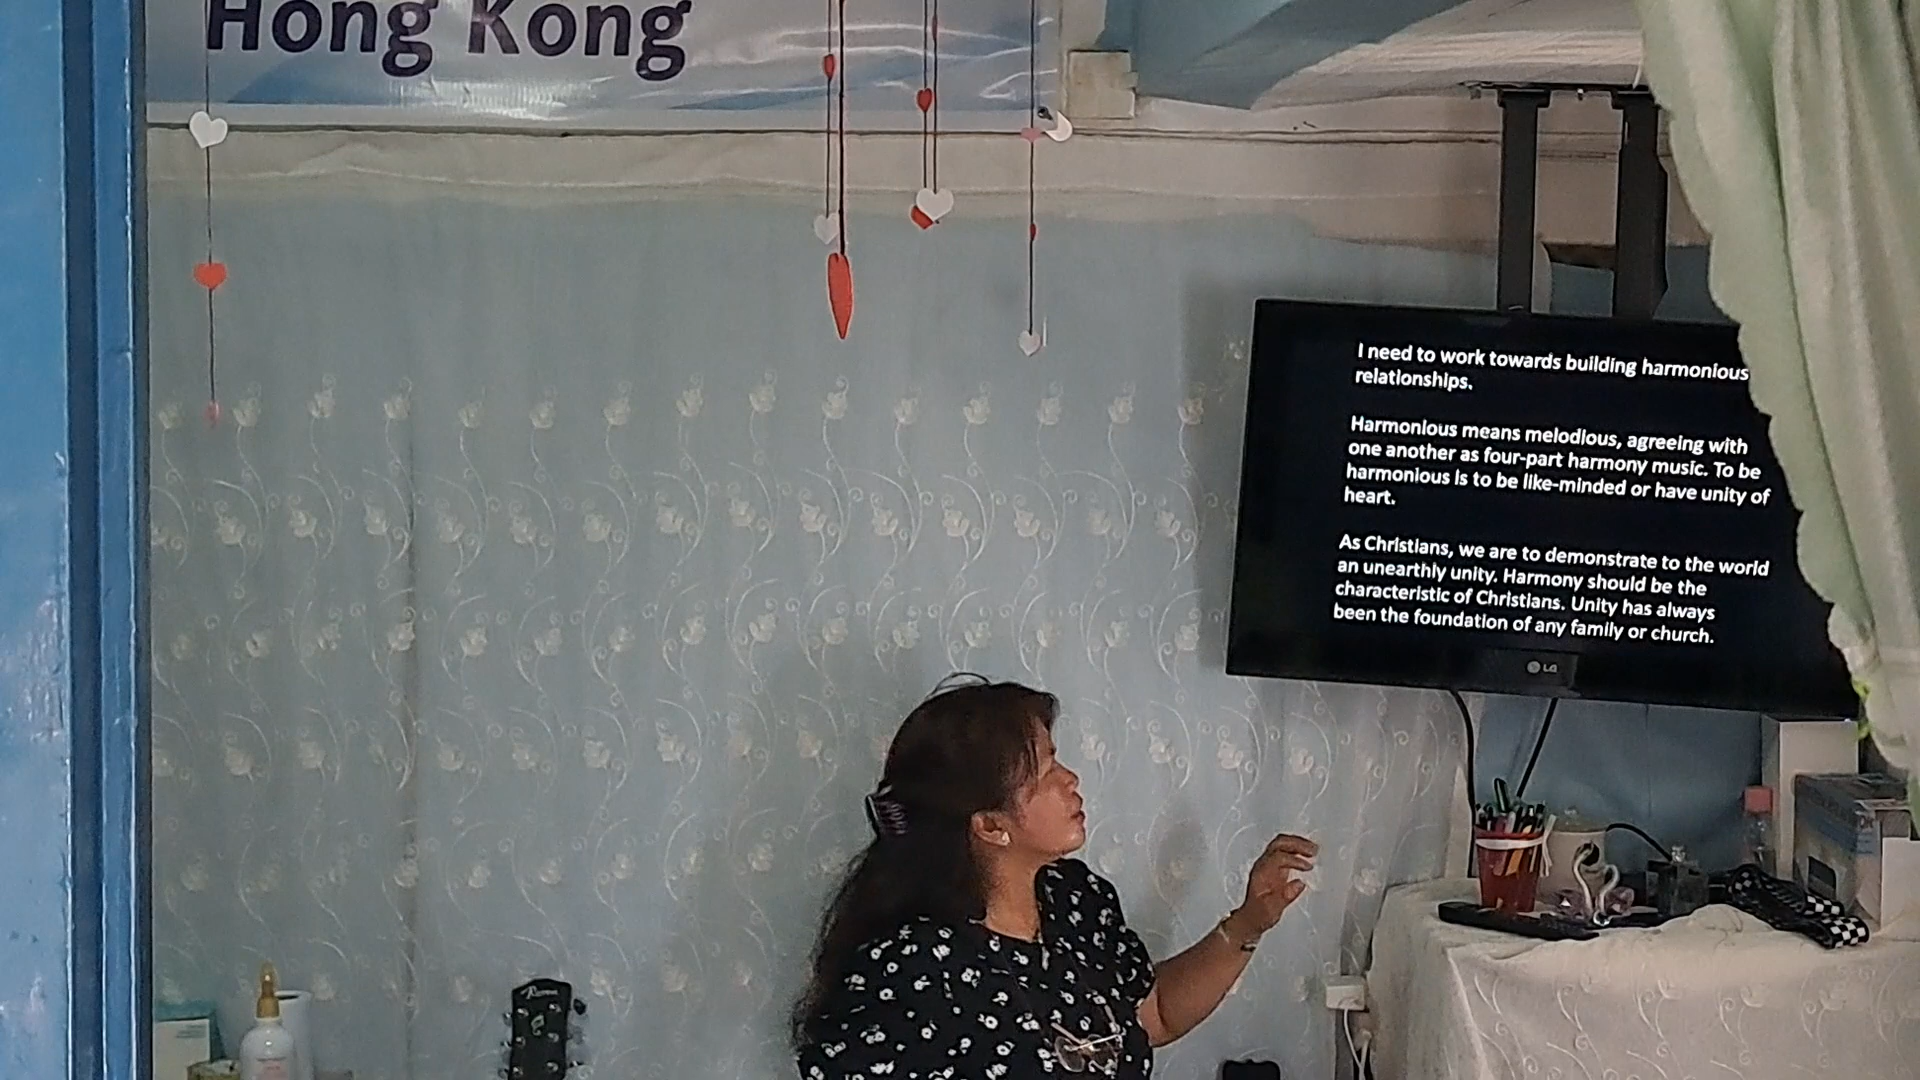 Hong Kong
I need to work towards building harmonious
relationships.
Harmonious means melodious, agreeing with
one another as four-part harmony music. To be
harmonious is to be like-minded or have unity of
heart.
As Christians, we are to demonstrate to the world
an unearthly unity. Harmony should be the
characteristic of Christians. Unity has always
been the foundation of any family or church.
LG